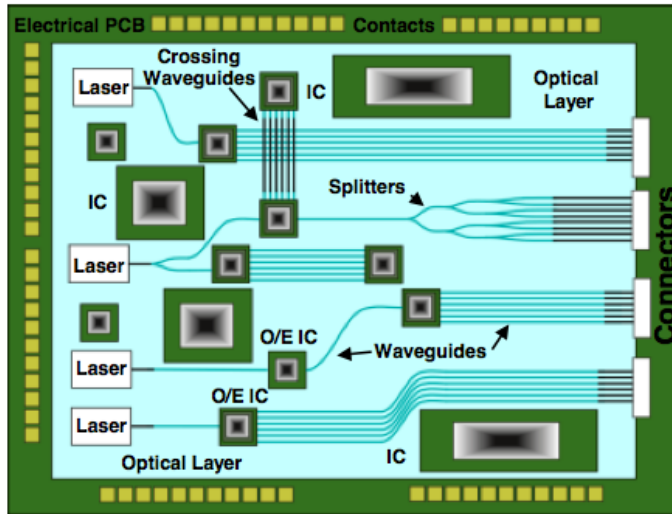 Electrical PCB
Contacts
Crossing
Waveguides
IC
Optical
Layer
Laser
IC
Splitters
Laser
Connectors
O/E IC
Waveguides
Laser
O/E IC
Laser
IC
Optical Layer